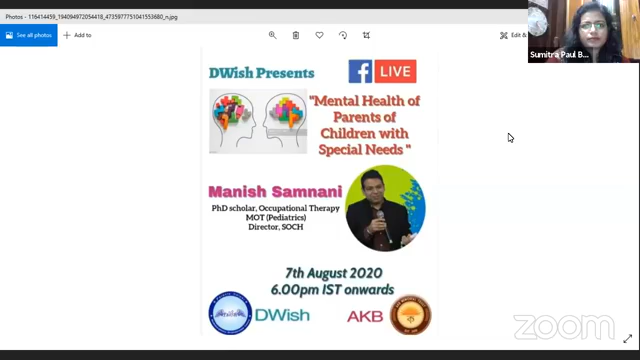 Photos - 116414459_194094972054418_4735977751041553680_n.jpg
See all photos
Add to
Edit &
Sumitra Paul B...
DWish Presents
f LIVE
"Mental Health of
Parents of
Children with
Special Needs "
Manish Samnani
PhD scholar, Occupational Therapy
MOT (Pediatrics)
Director, SOCH
7th August 2020
6.00pm IST onwards
DWish
AKB
zoom